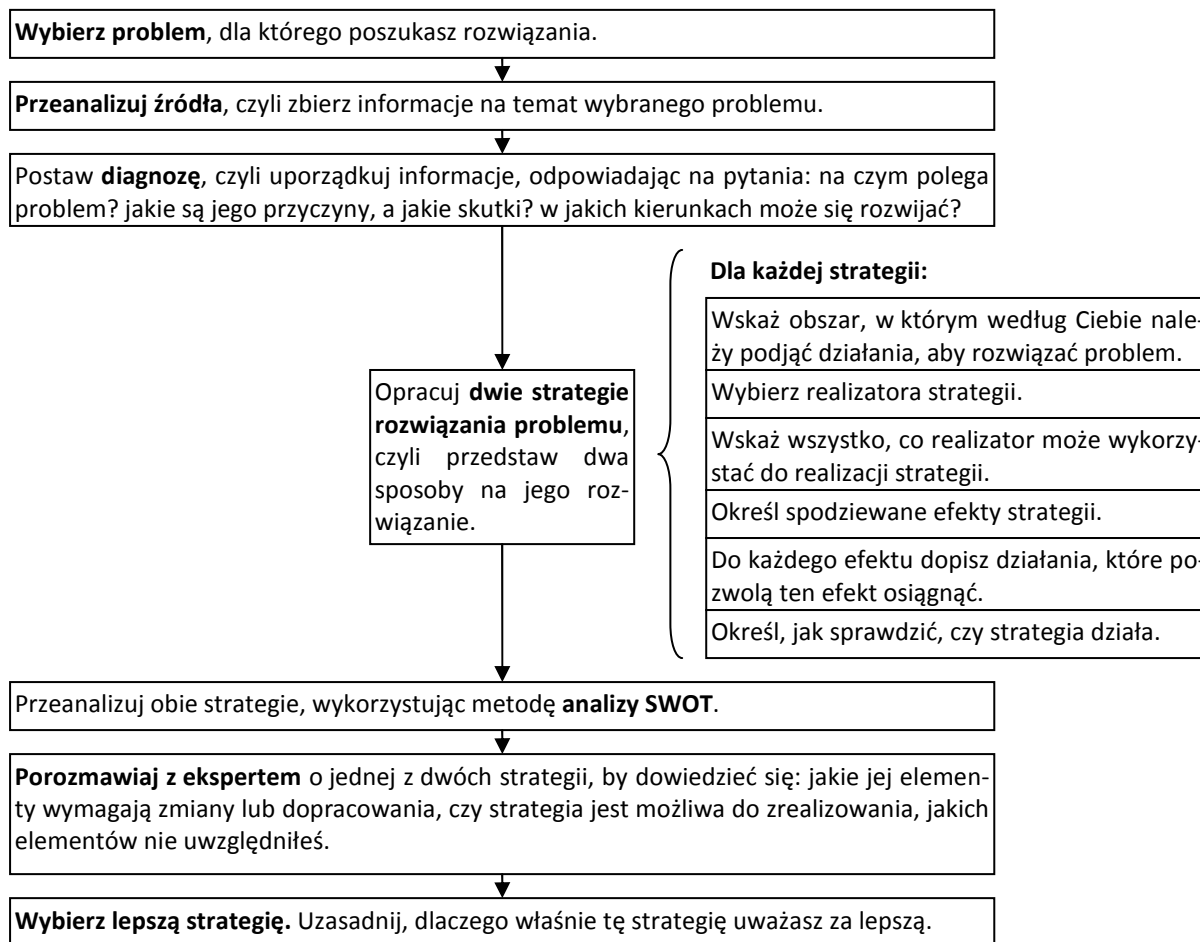 Wybierz problem, dla którego poszukasz rozwiązania.
Przeanalizuj źródła, czyli zbierz informacje na temat wybranego problemu.
Postaw diagnozę, czyli uporządkuj informacje, odpowiadając na pytania: na czym polega
problem? jakie są jego przyczyny, a jakie skutki? w jakich kierunkach może się rozwijać?
Opracuj dwie strategie
rozwiązania problemu,
czyli przedstaw dwa
sposoby na jego roz-
wiązanie.
Dla każdej strategii:
Wskaż obszar, w którym według Ciebie nale-
ży podjąć działania, aby rozwiązać problem.
Wybierz realizatora strategii.
Wskaż wszystko, co realizator może wykorzy-
stać do realizacji strategii.
Określ spodziewane efekty strategii.
Do każdego efektu dopisz działania, które po-
zwolą ten efekt osiągnąć.
Określ, jak sprawdzić, czy strategia działa.
Przeanalizuj obie strategie, wykorzystując metodę analizy SWOT.
Porozmawiaj z ekspertem o jednej z dwóch strategii, by dowiedzieć się: jakie jej elemen-
ty wymagają zmiany lub dopracowania, czy strategia jest możliwa do zrealizowania, jakich
elementów nie uwzględniłeś.
Wybierz lepszą strategię. Uzasadnij, dlaczego właśnie tę strategię uważasz za lepszą.